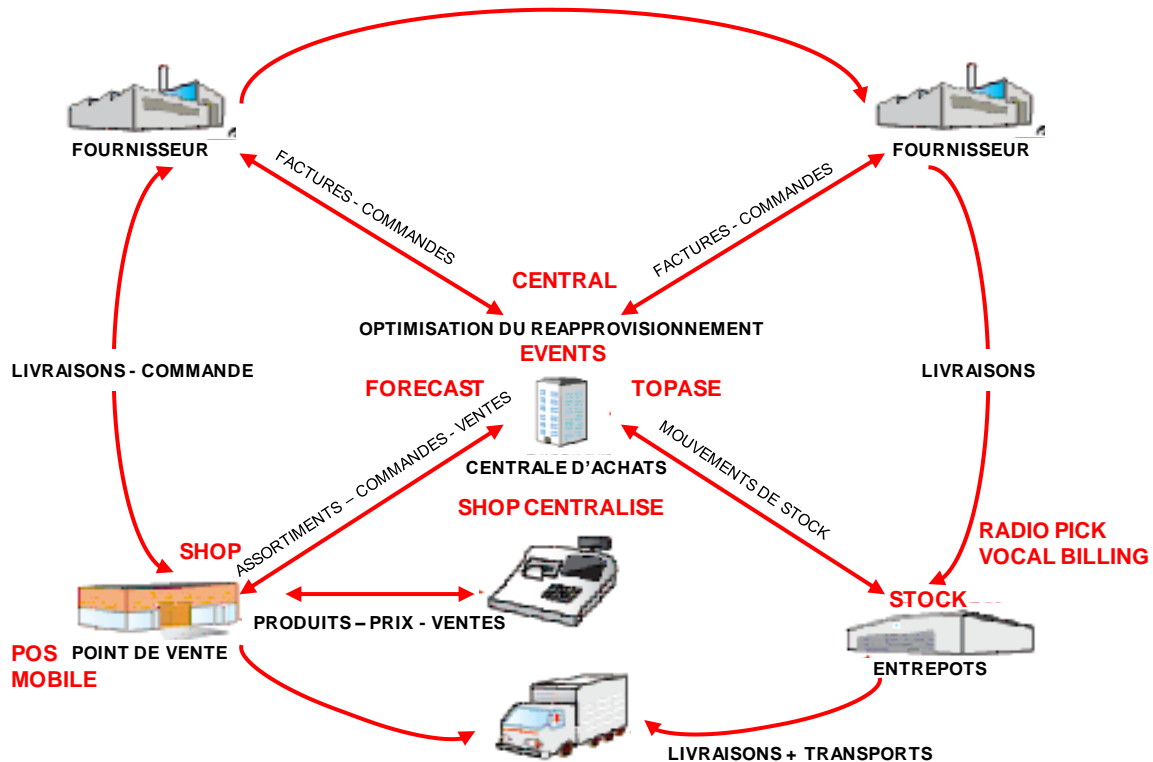 FOURNISSEUR
FOURNISSEUR
FACTURES - COMMANDES
FACTURES - COMMANDES
CENTRAL
OPTIMISATION DU REAPPROVISIONNEMENT
EVENTS
LIVRAISONS - COMMANDE
LIVRAISONS
FORECAST
TOPASE
ASSORTIMENTS – COMMANDES - VENTES
MOUVEMENTS DE STOCK
CENTRALE D'ACHATS
SHOP CENTRALISE
RADIO PICK
VOCAL BILLING
SHOP
STOCK
PRODUITS – PRIX - VENTES
POS
MOBILE
POINT DE VENTE
ENTREPOTS
LIVRAISONS + TRANSPORTS